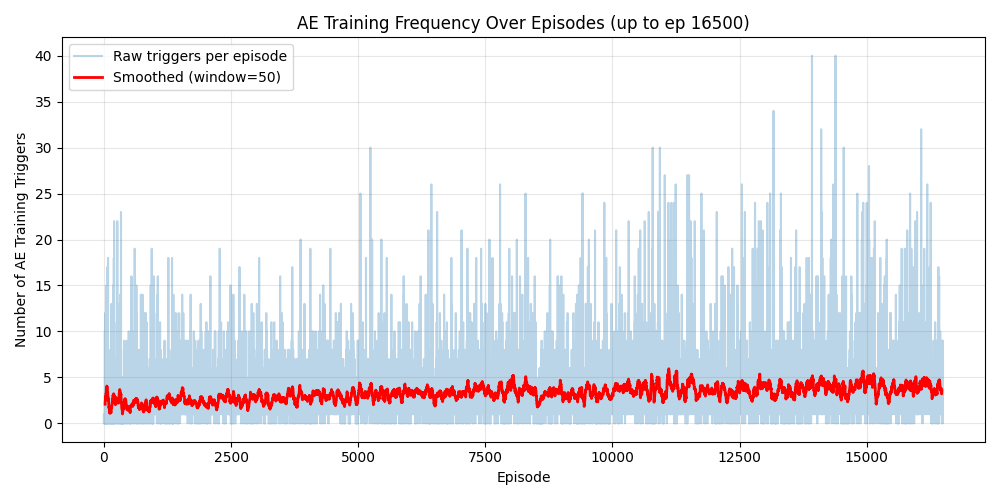 AE Training Frequency Over Episodes (up to ep 16500)
Raw triggers per episode
Smoothed (window=50)
Number of AE Training Triggers
40
35
30
25
20
15
10
5
0
0 2500 5000 7500 10000 12500 15000
Episode